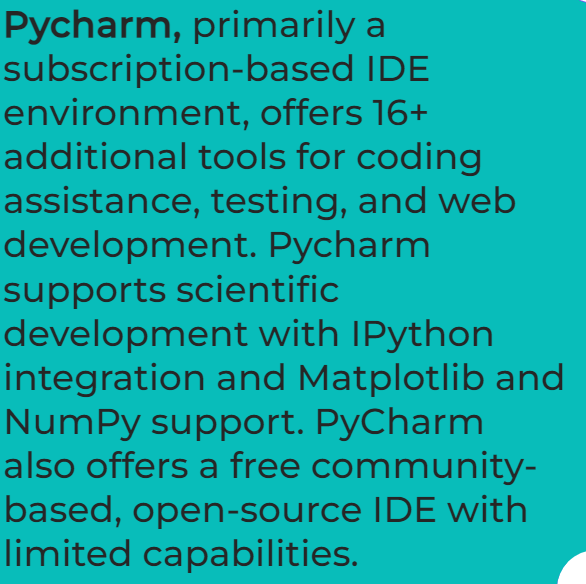 Pycharm, primarily a
subscription-based IDE
environment, offers 16+
additional tools for coding
assistance, testing, and web
development. Pycharm
supports scientific
development with IPython
integration and Matplotlib and
NumPy support. PyCharm
also offers a free community-
based, open-source IDE with
limited capabilities.